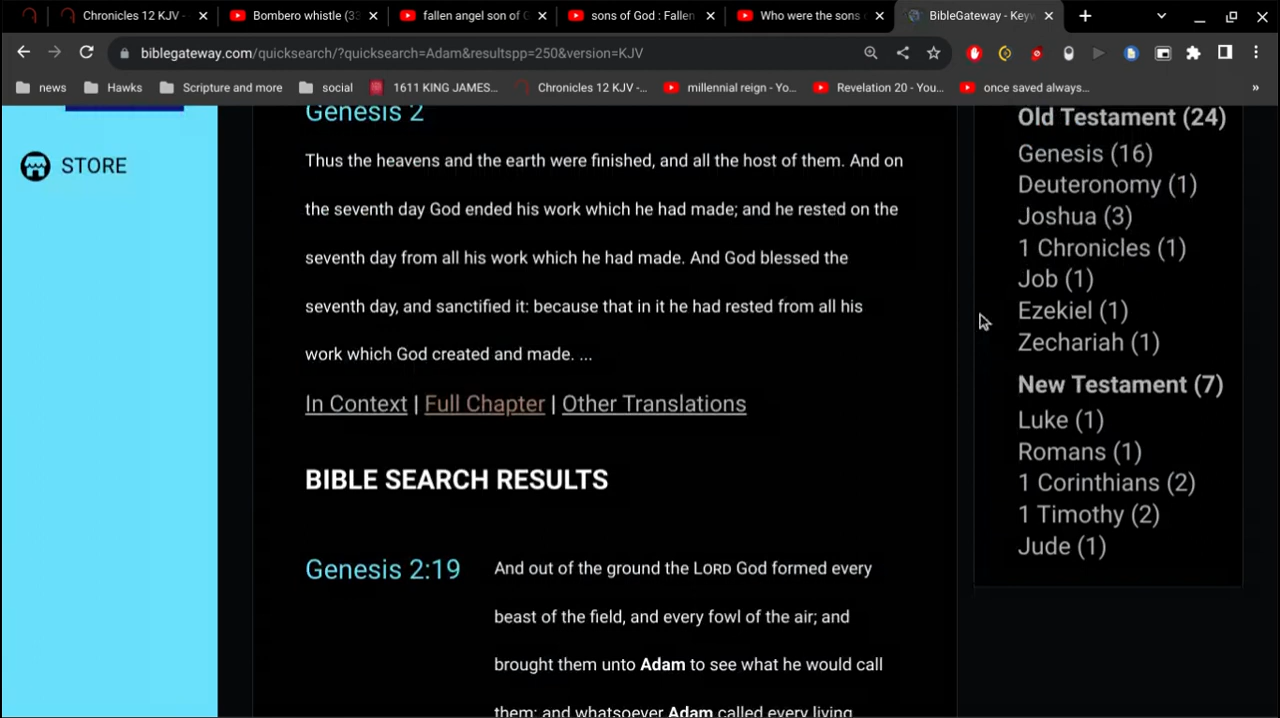 Chronicles 12 KJV -
Bombero whistle (33
fallen angel son of G
sons of God : Fallen
Who were the sons
BibleGateway - Keyw
biblegateway.com/quicksearch/?quicksearch=Adam&resultspp=250&version=KJV
news
Hawks
Scripture and more
social
1611 KING JAMES...
Chronicles 12 KJV -...
millennial reign - Yo...
Revelation 20 - You...
once saved always...
»
STORE
Genesis 2
Thus the heavens and the earth were finished, and all the host of them. And on
the seventh day God ended his work which he had made; and he rested on the
seventh day from all his work which he had made. And God blessed the
seventh day, and sanctified it: because that in it he had rested from all his
work which God created and made. ...
In Context | Full Chapter | Other Translations
BIBLE SEARCH RESULTS
Genesis 2:19
And out of the ground the LORD God formed every
beast of the field, and every fowl of the air; and
brought them unto Adam to see what he would call
them: and whatsoever Adam called every living
Old Testament (24)
Genesis (16)
Deuteronomy (1)
Joshua (3)
1 Chronicles (1)
Job (1)
Ezekiel (1)
Zechariah (1)
New Testament (7)
Luke (1)
Romans (1)
1 Corinthians (2)
1 Timothy (2)
Jude (1)